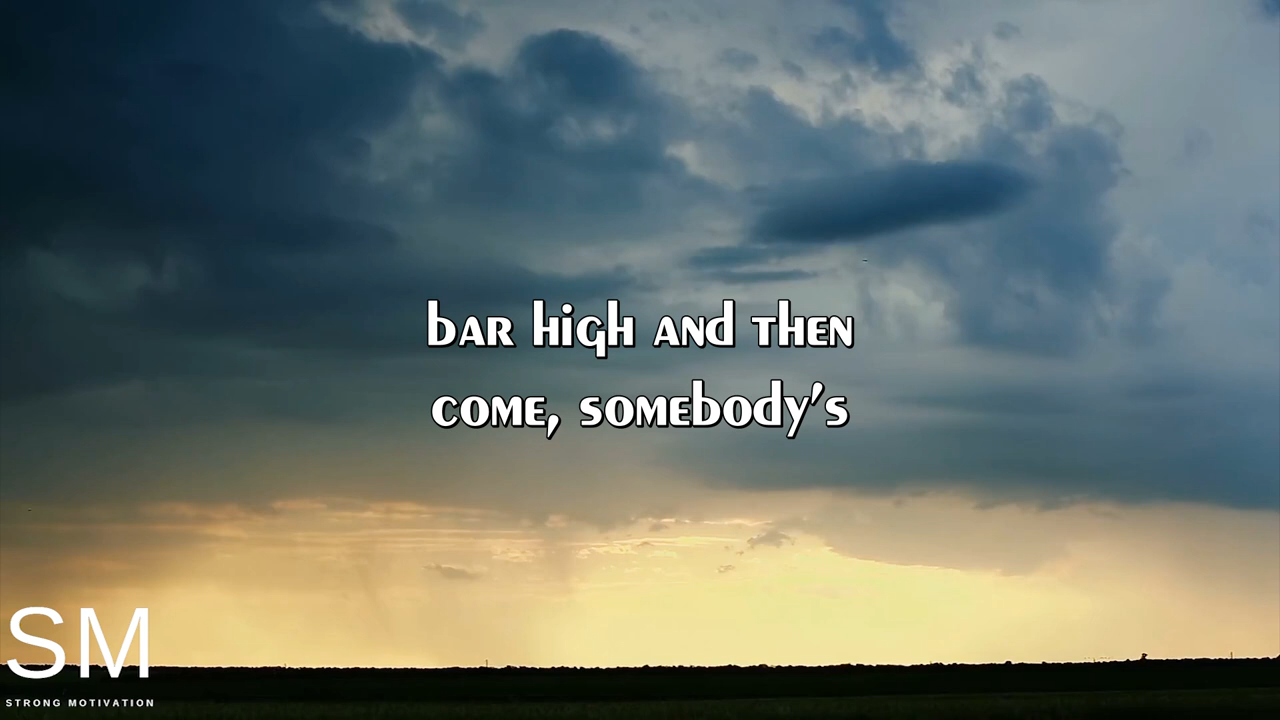 bar high and then
come, somebody's
SM
STRONG MOTIVATION